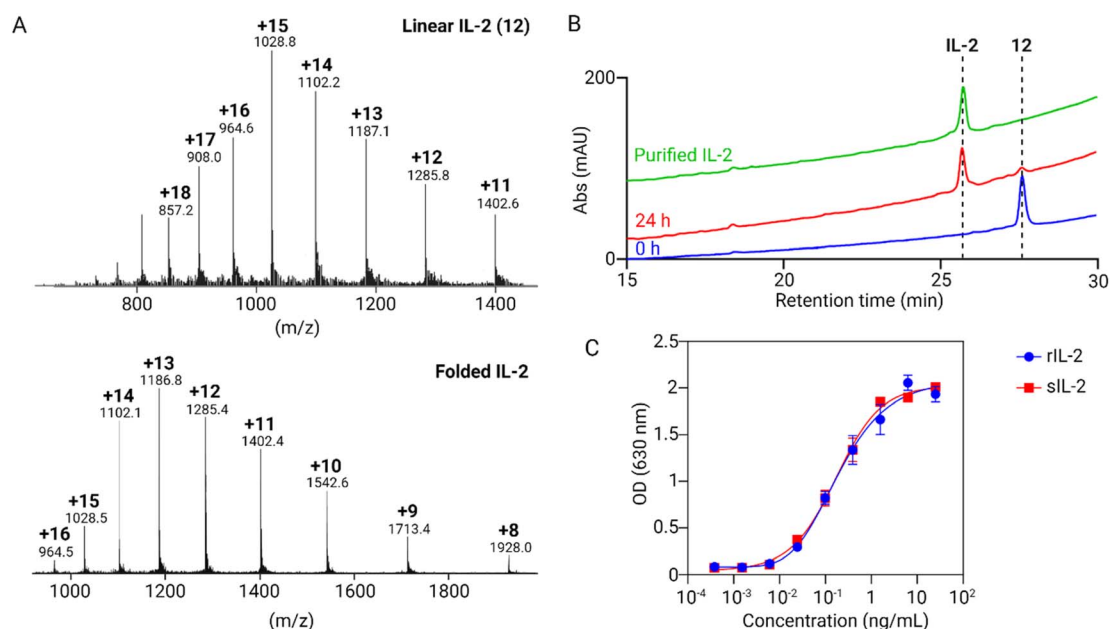 A
Linear IL-2 (12)
+15
1028.8
+14
1102.2
+13
1187.1
+16
964.6
+17
908.0
+12
1285.8
+18
857.2
+11
1402.6
800 1000 1200 1400
(m/z)
Folded IL-2
+13
1186.8
+14
1102.1
+12
1285.4
+11
1402.4
+10
1542.6
+15
1028.5
+9
1713.4
+16
964.5
+8
1928.0
1000 1200 1400 1600 1800
(m/z)
B
IL-2 12
200
Abs (mAU)
Purified IL-2
24 h
0 h
0
15 20 25 30
Retention time (min)
C
2.5
2
1.5
1
0.5
0
OD (630 nm)
10⁻⁴ 10⁻³ 10⁻² 10⁻¹ 1 10¹ 10²
Concentration (ng/mL)
rIL-2
sIL-2